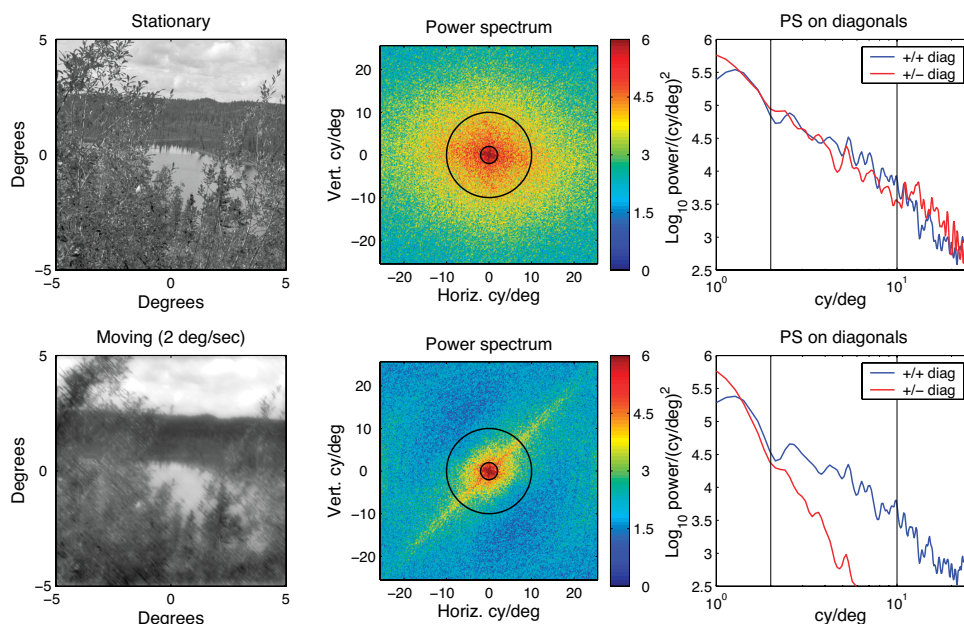 Stationary
5
0
−5
Degrees
−5 0 5
Degrees
Power spectrum
20
10
0
−10
−20
Vert. cy/deg
−20 −10 0 10 20
Horiz. cy/deg
6
4.5
3
1.5
0
PS on diagonals
+/+ diag
+/− diag
6
5.5
5
4.5
4
3.5
3
2.5
Log10 power/(cy/deg)2
10^0 10^1
cy/deg
Moving (2 deg/sec)
5
0
−5
Degrees
−5 0 5
Degrees
Power spectrum
20
10
0
−10
−20
Vert. cy/deg
−20 −10 0 10 20
Horiz. cy/deg
6
4.5
3
1.5
0
PS on diagonals
+/+ diag
+/− diag
6
5.5
5
4.5
4
3.5
3
2.5
Log10 power/(cy/deg)2
10^0 10^1
cy/deg